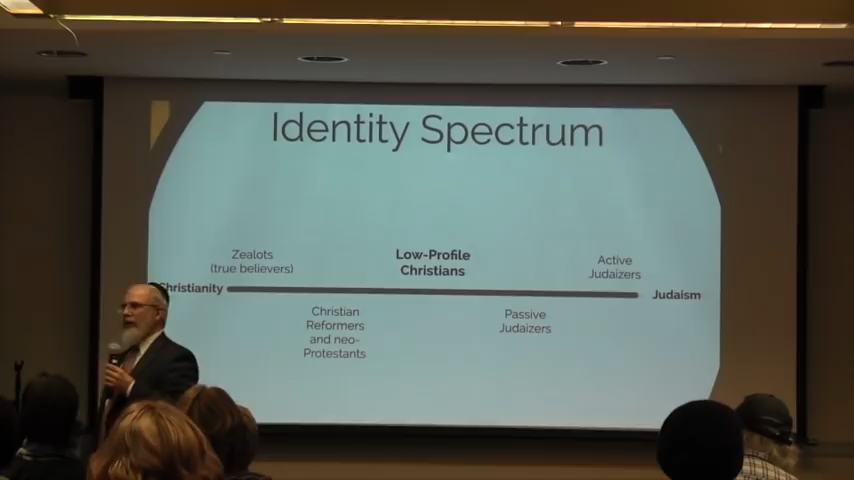 Identity Spectrum
Zealots
(true believers)
Low-Profile
Christians
Active
Judaizers
Christianity
Judaism
Christian
Reformers
and neo-
Protestants
Passive
Judaizers